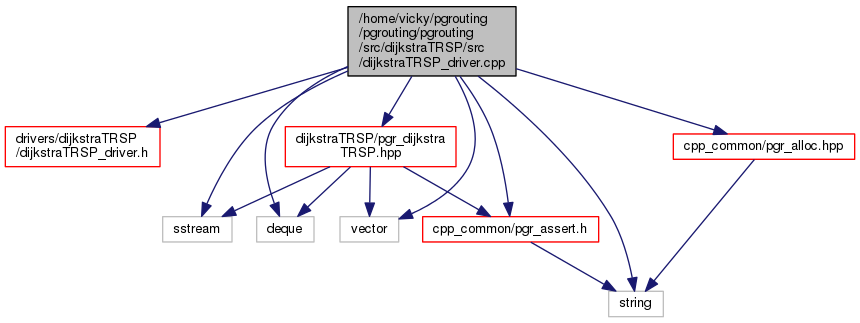 /home/vicky/pgrouting
/pgrouting/pgrouting
/src/dijkstraTRSP/src
/dijkstraTRSP_driver.cpp
drivers/dijkstraTRSP
/dijkstraTRSP_driver.h
dijkstraTRSP/pgr_dijkstra
TRSP.hpp
cpp_common/pgr_alloc.hpp
sstream
deque
vector
cpp_common/pgr_assert.h
string